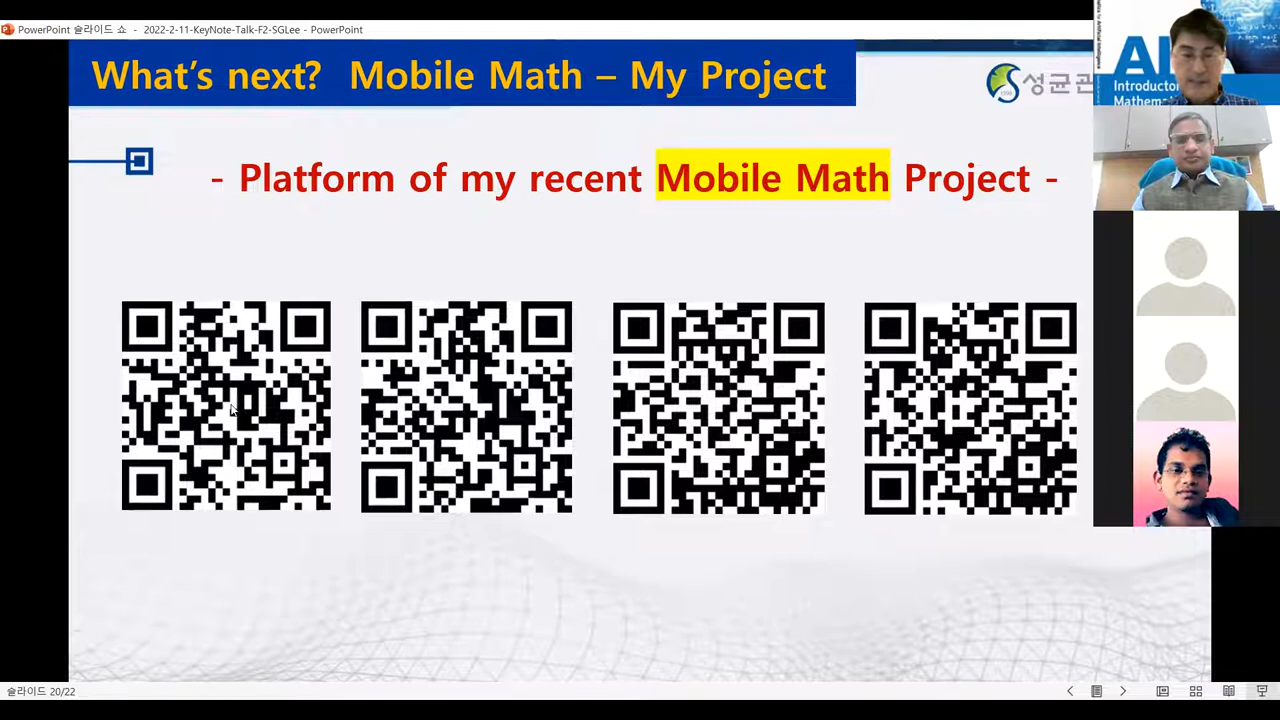 PowerPoint 슬라이드 쇼 - 2022-2-11-KeyNote-Talk-F2-SGLee - PowerPoint
What's next? Mobile Math – My Project
성균관
- Platform of my recent Mobile Math Project -
AI
Introductor
Mathem
슬라이드 20/22